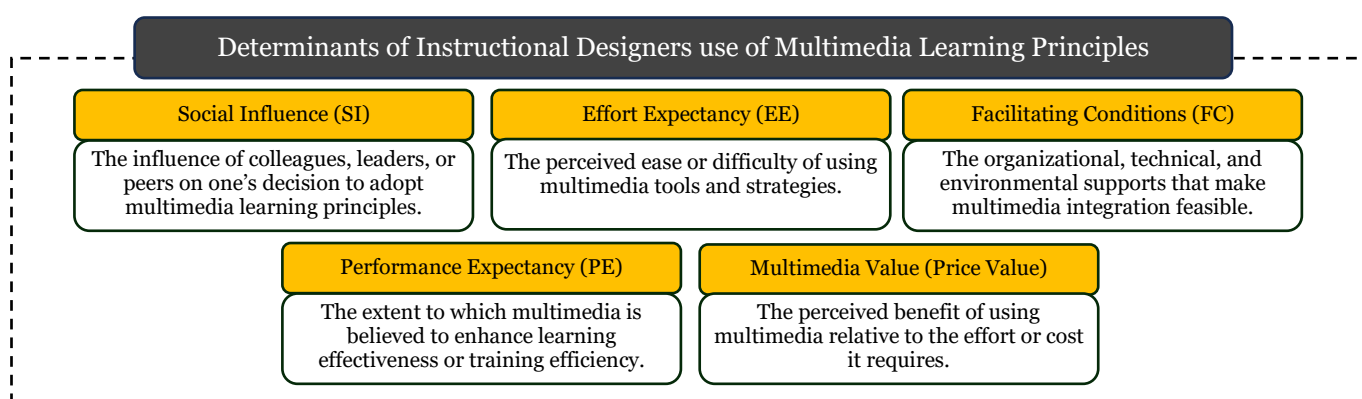 Determinants of Instructional Designers use of Multimedia Learning Principles
Social Influence (SI)
The influence of colleagues, leaders, or
peers on one’s decision to adopt
multimedia learning principles.
Effort Expectancy (EE)
The perceived ease or difficulty of using
multimedia tools and strategies.
Facilitating Conditions (FC)
The organizational, technical, and
environmental supports that make
multimedia integration feasible.
Performance Expectancy (PE)
The extent to which multimedia is
believed to enhance learning
effectiveness or training efficiency.
Multimedia Value (Price Value)
The perceived benefit of using
multimedia relative to the effort or cost
it requires.